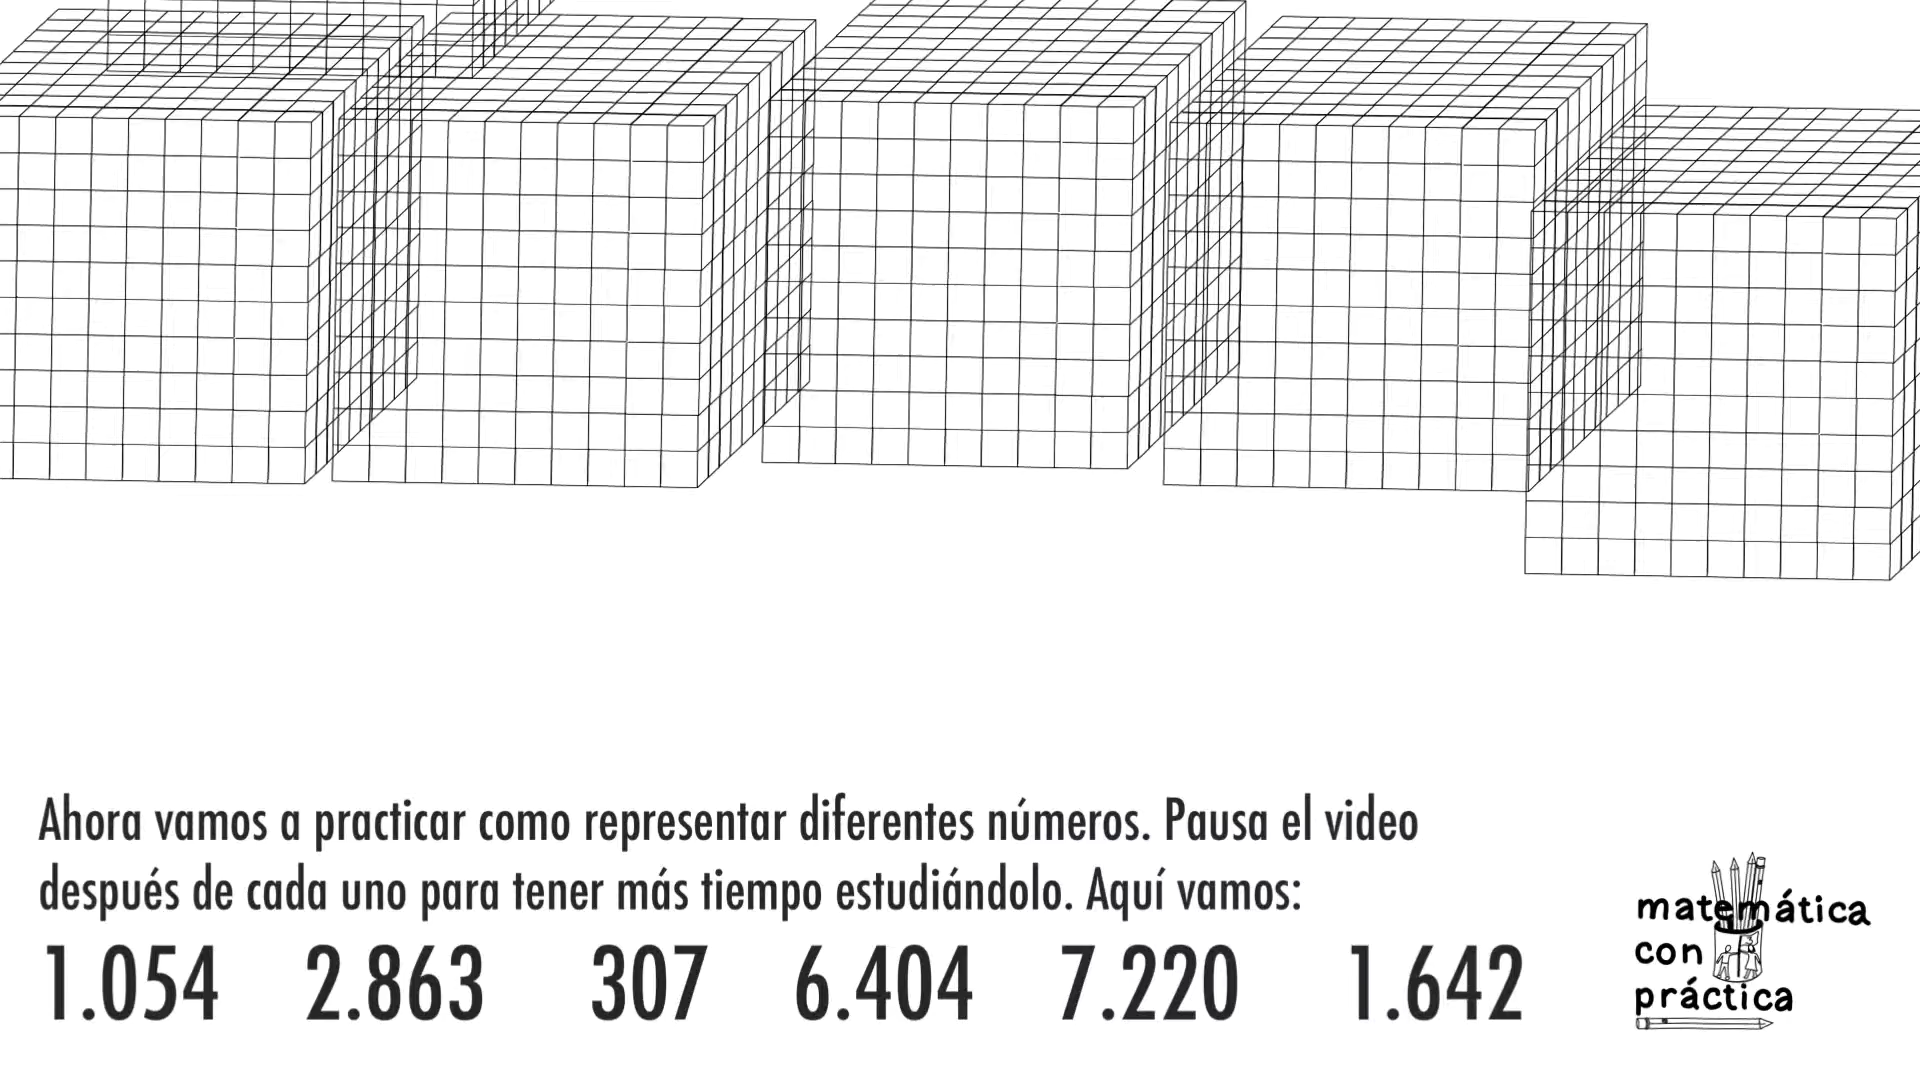 Ahora vamos a practicar como representar diferentes números. Pausa el video
después de cada uno para tener más tiempo estudiándolo. Aquí vamos:
1.054 2.863 307 6.404 7.220 1.642
matemática
con
práctica